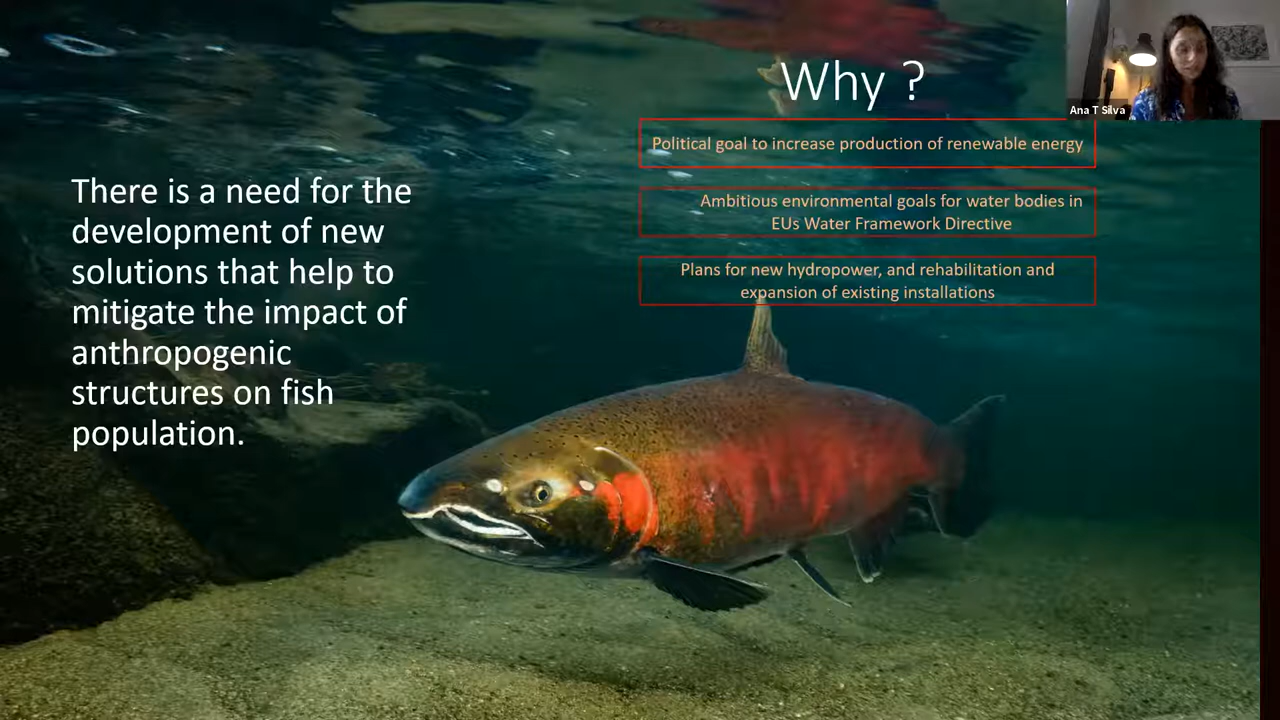 Why ?
Ana T Silva
Political goal to increase production of renewable energy
Ambitious environmental goals for water bodies in
EUs Water Framework Directive
Plans for new hydropower, and rehabilitation and
expansion of existing installations
There is a need for the
development of new
solutions that help to
mitigate the impact of
anthropogenic
structures on fish
population.